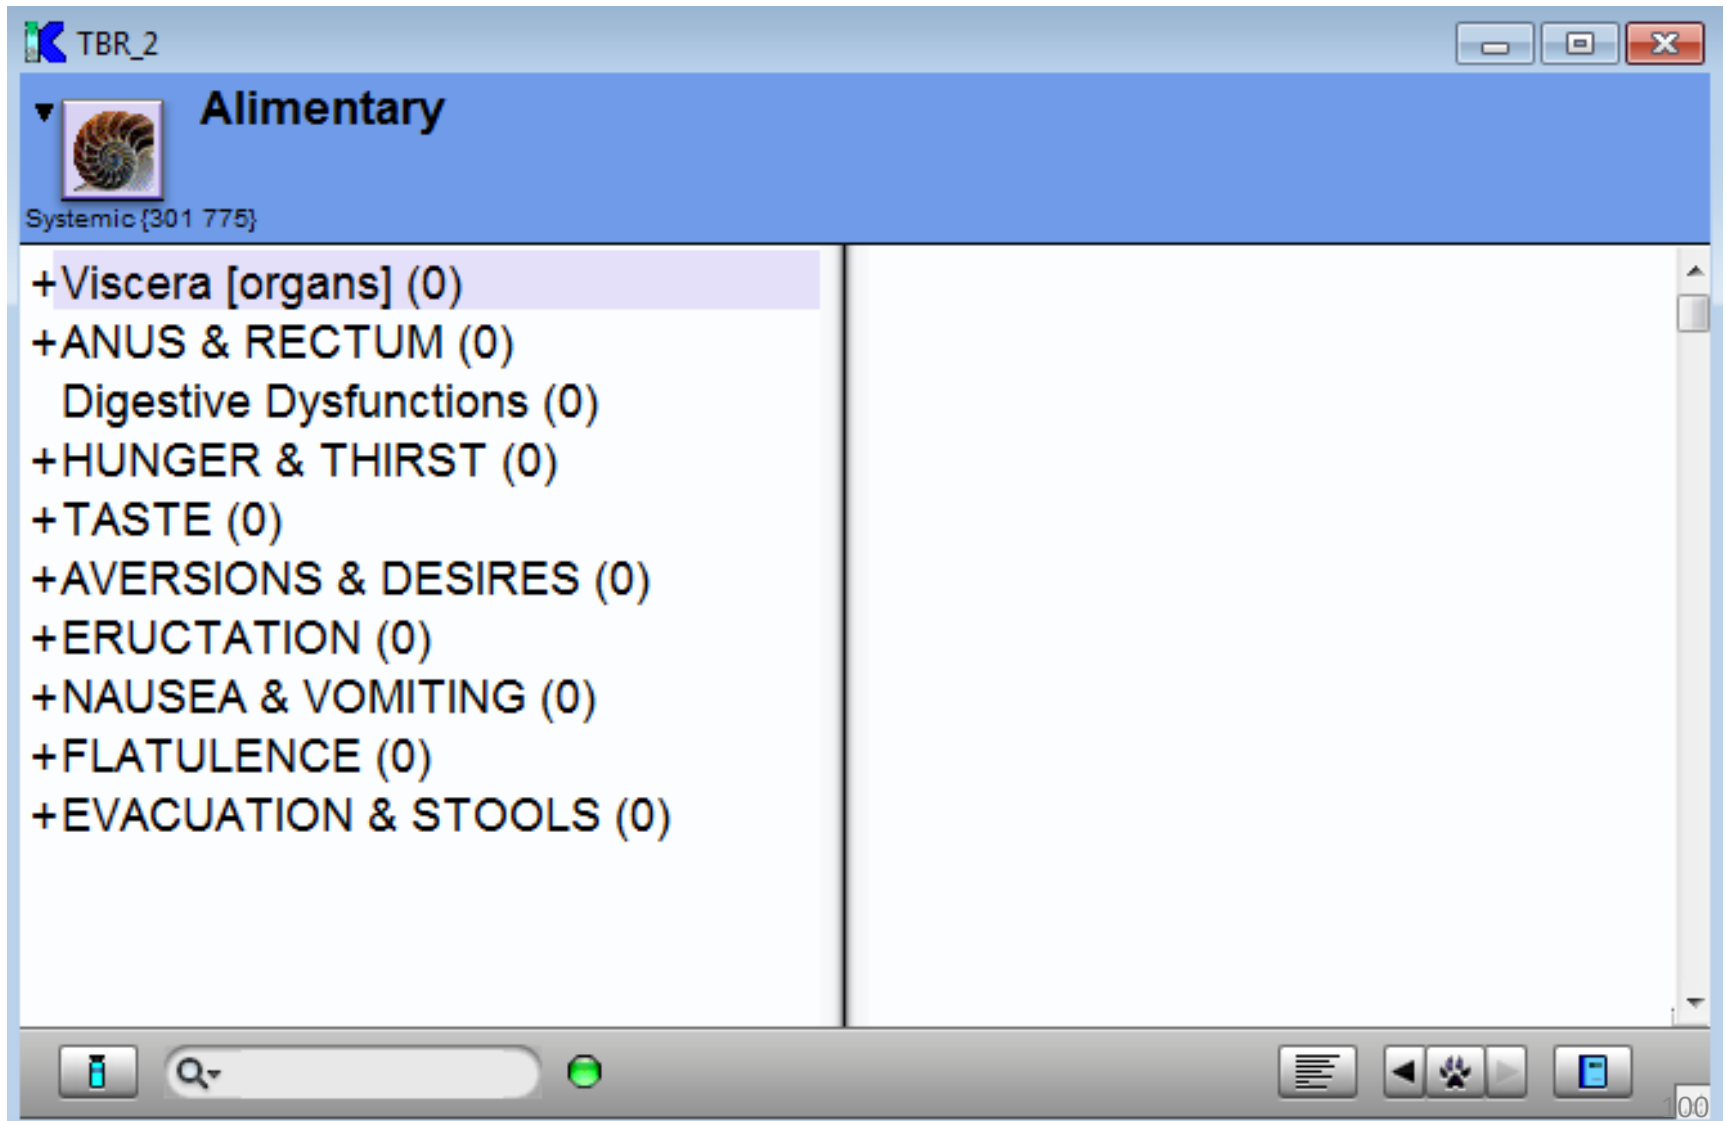 TBR_2
Alimentary
Systemic {301 775}
+Viscera [organs] (0)
+ANUS & RECTUM (0)
Digestive Dysfunctions (0)
+HUNGER & THIRST (0)
+TASTE (0)
+AVERSIONS & DESIRES (0)
+ERUCTATION (0)
+NAUSEA & VOMITING (0)
+FLATULENCE (0)
+EVACUATION & STOOLS (0)
100